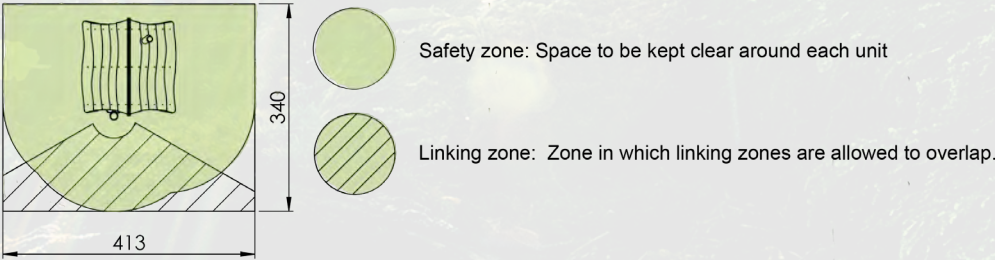 Safety zone: Space to be kept clear around each unit
340
Linking zone: Zone in which linking zones are allowed to overlap.
413